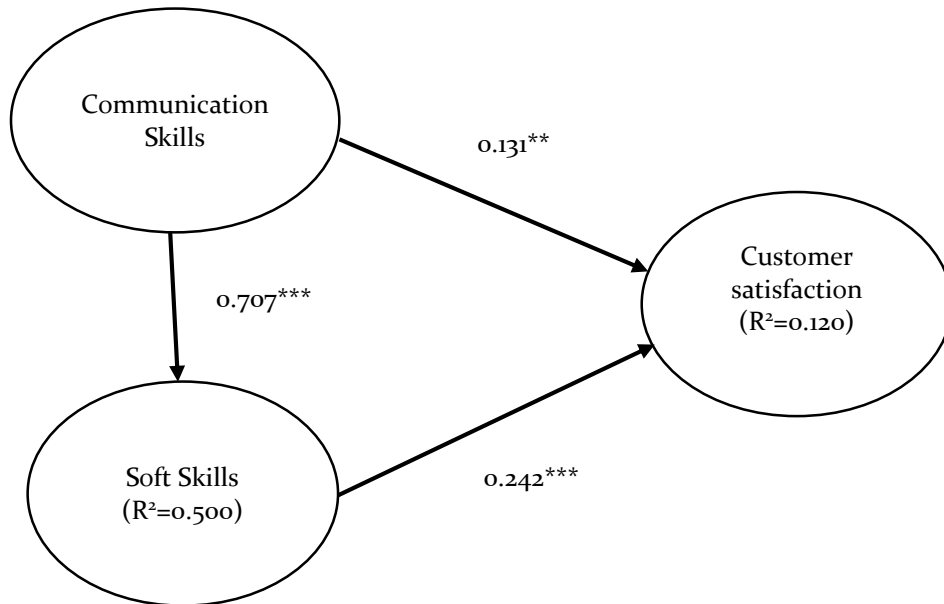 Communication
Skills
0.131**
Customer
satisfaction
(R²=0.120)
0.707***
Soft Skills
(R²=0.500)
0.242***